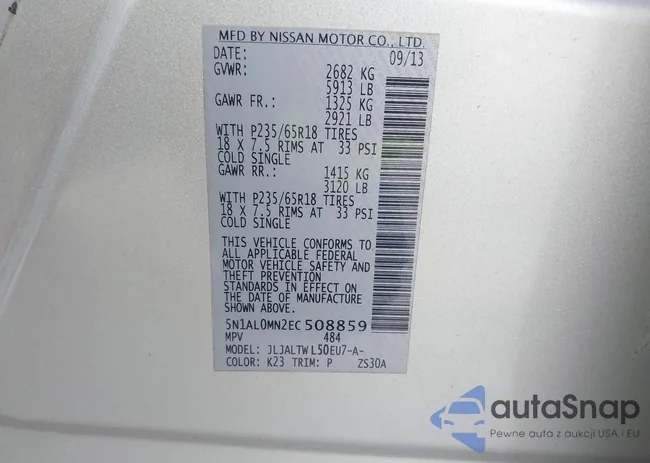 MFD BY NISSAN MOTOR CO., LTD.
DATE: 09/13
GVWR: 2682 KG
5913 LB
GAWR FR.: 1325 KG
2921 LB
WITH P235/65R18 TIRES
18 X 7.5 RIMS AT 33 PSI
COLD SINGLE
GAWR RR.: 1415 KG
3120 LB
WITH P235/65R18 TIRES
18 X 7.5 RIMS AT 33 PSI
COLD SINGLE
THIS VEHICLE CONFORMS TO
ALL APPLICABLE FEDERAL
MOTOR VEHICLE SAFETY AND
THEFT PREVENTION
STANDARDS IN EFFECT ON
THE DATE OF MANUFACTURE
SHOWN ABOVE.
5N1AL0MN2EC508859
MPV 484
MODEL: JLJALTWL50EU7-A-
COLOR: K23 TRIM: P ZS30A
autaSnap
Pewne auta z aukcji USA i EU